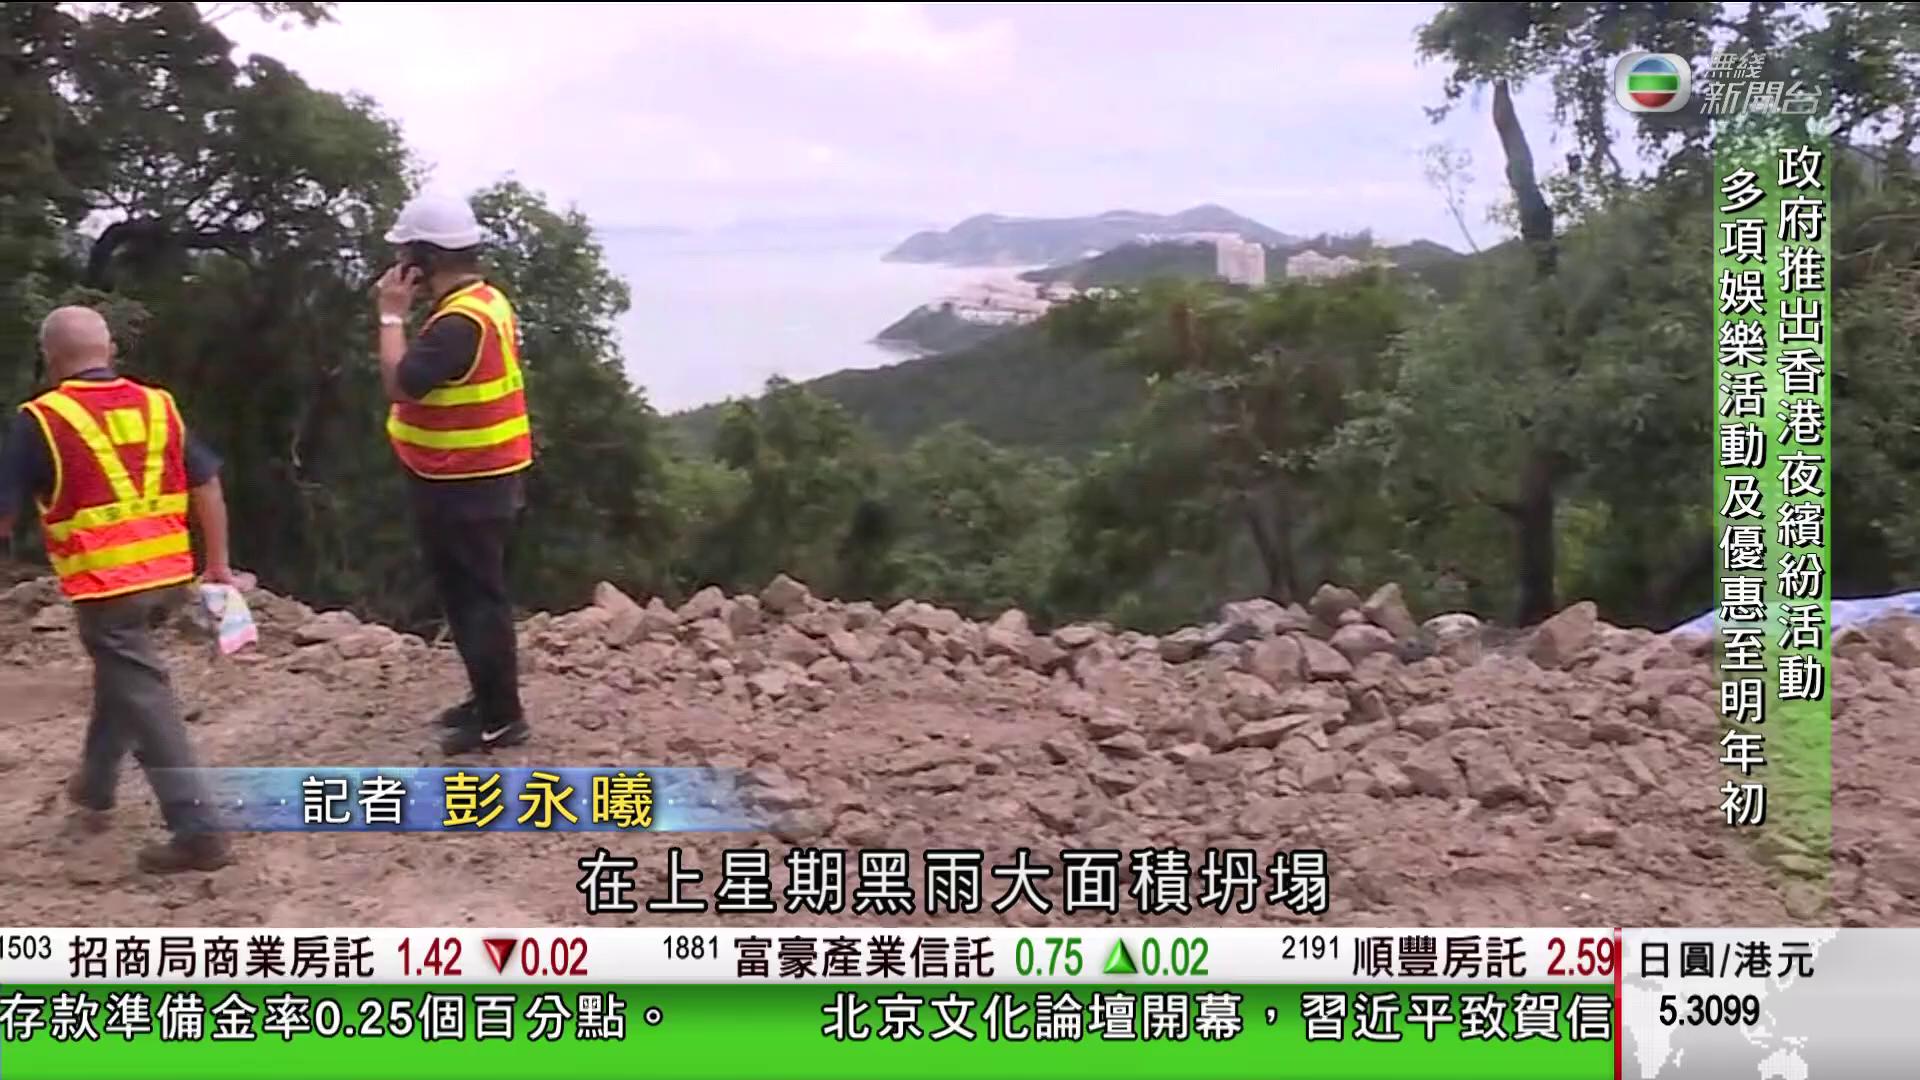 無綫
新聞台
政府推出香港夜繽紛活動
多項娛樂活動及優惠至明年初
記者 彭永曦
在上星期黑雨大面積坍塌
1503 招商局商業房託 1.42 ▼0.02 1881 富豪產業信託 0.75 ▲0.02 2191 順豐房託 2.59
存款準備金率0.25個百分點。 北京文化論壇開幕，習近平致賀信
日圓/港元
5.3099